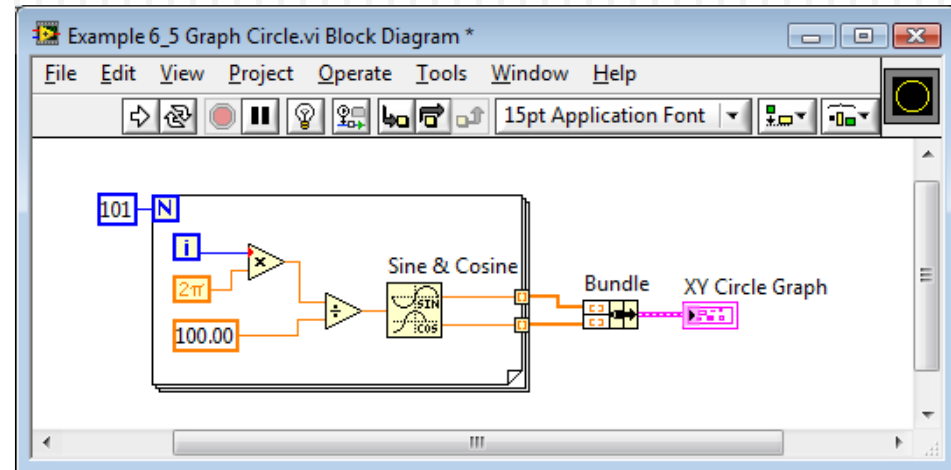 Example 6_5 Graph Circle.vi Block Diagram *
File Edit View Project Operate Tools Window Help
15pt Application Font
101 N
i
×
2π
÷
100.00
Sine & Cosine
SIN
COS
Bundle
XY Circle Graph